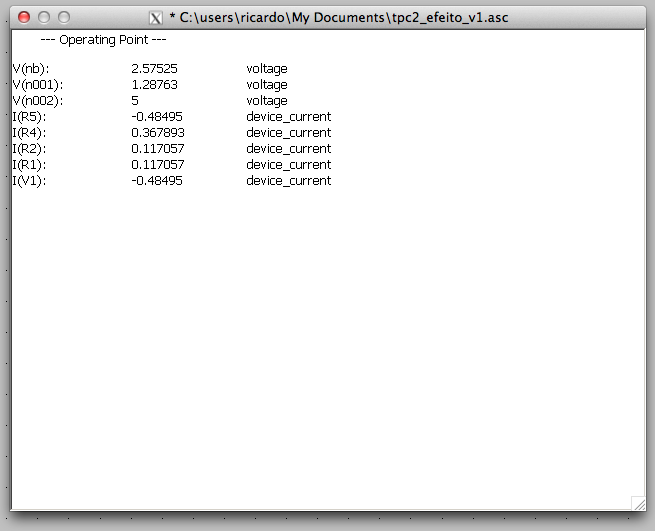 * C:\users\ricardo\My Documents\tpc2_efeito_v1.asc
--- Operating Point ---
V(nb): 2.57525 voltage
V(n001): 1.28763 voltage
V(n002): 5 voltage
I(R5): -0.48495 device_current
I(R4): 0.367893 device_current
I(R2): 0.117057 device_current
I(R1): 0.117057 device_current
I(V1): -0.48495 device_current